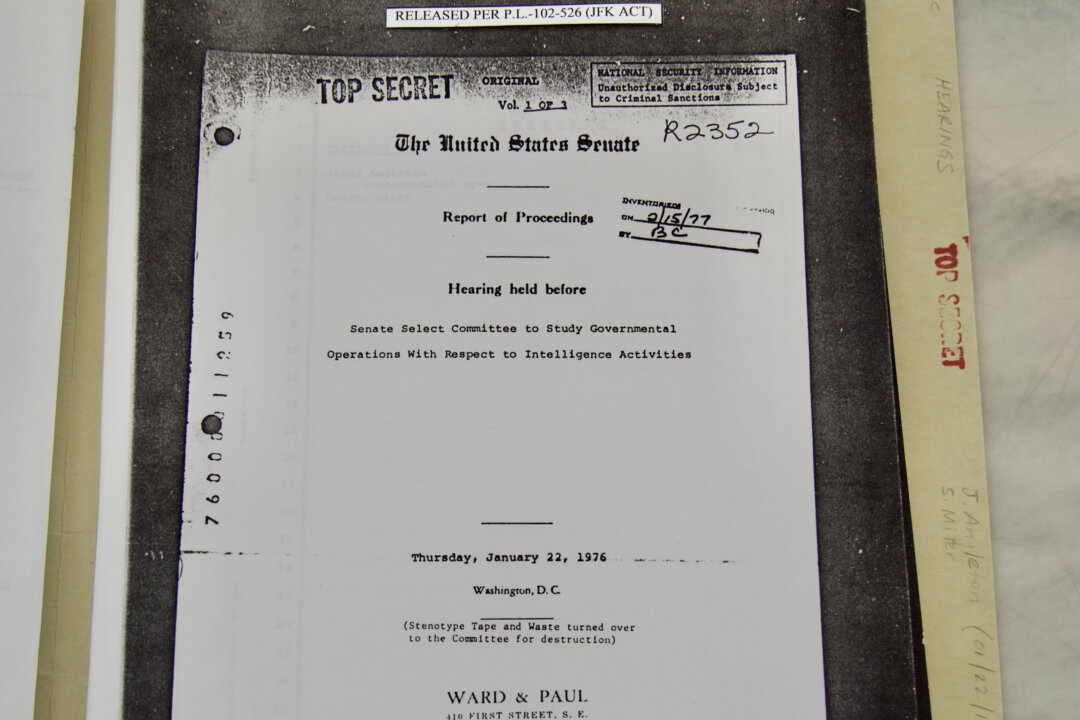 RELEASED PER P.L.-102-526 (JFK ACT)
TOP SECRET
ORIGINAL
Vol. 1 OF 3
NATIONAL SECURITY INFORMATION
Unauthorized Disclosure Subject
to Criminal Sanctions
R2352
The United States Senate
Report of Proceedings
INVENTORIED
ON 2/15/77
BY BC
Hearing held before
Senate Select Committee to Study Governmental
Operations With Respect to Intelligence Activities
Thursday, January 22, 1976
Washington, D. C.
(Stenotype Tape and Waste turned over
to the Committee for destruction)
WARD & PAUL
410 FIRST STREET, S. E.
HEARINGS
TOP SECRET
J. Angleton (01/22/
S. Miler